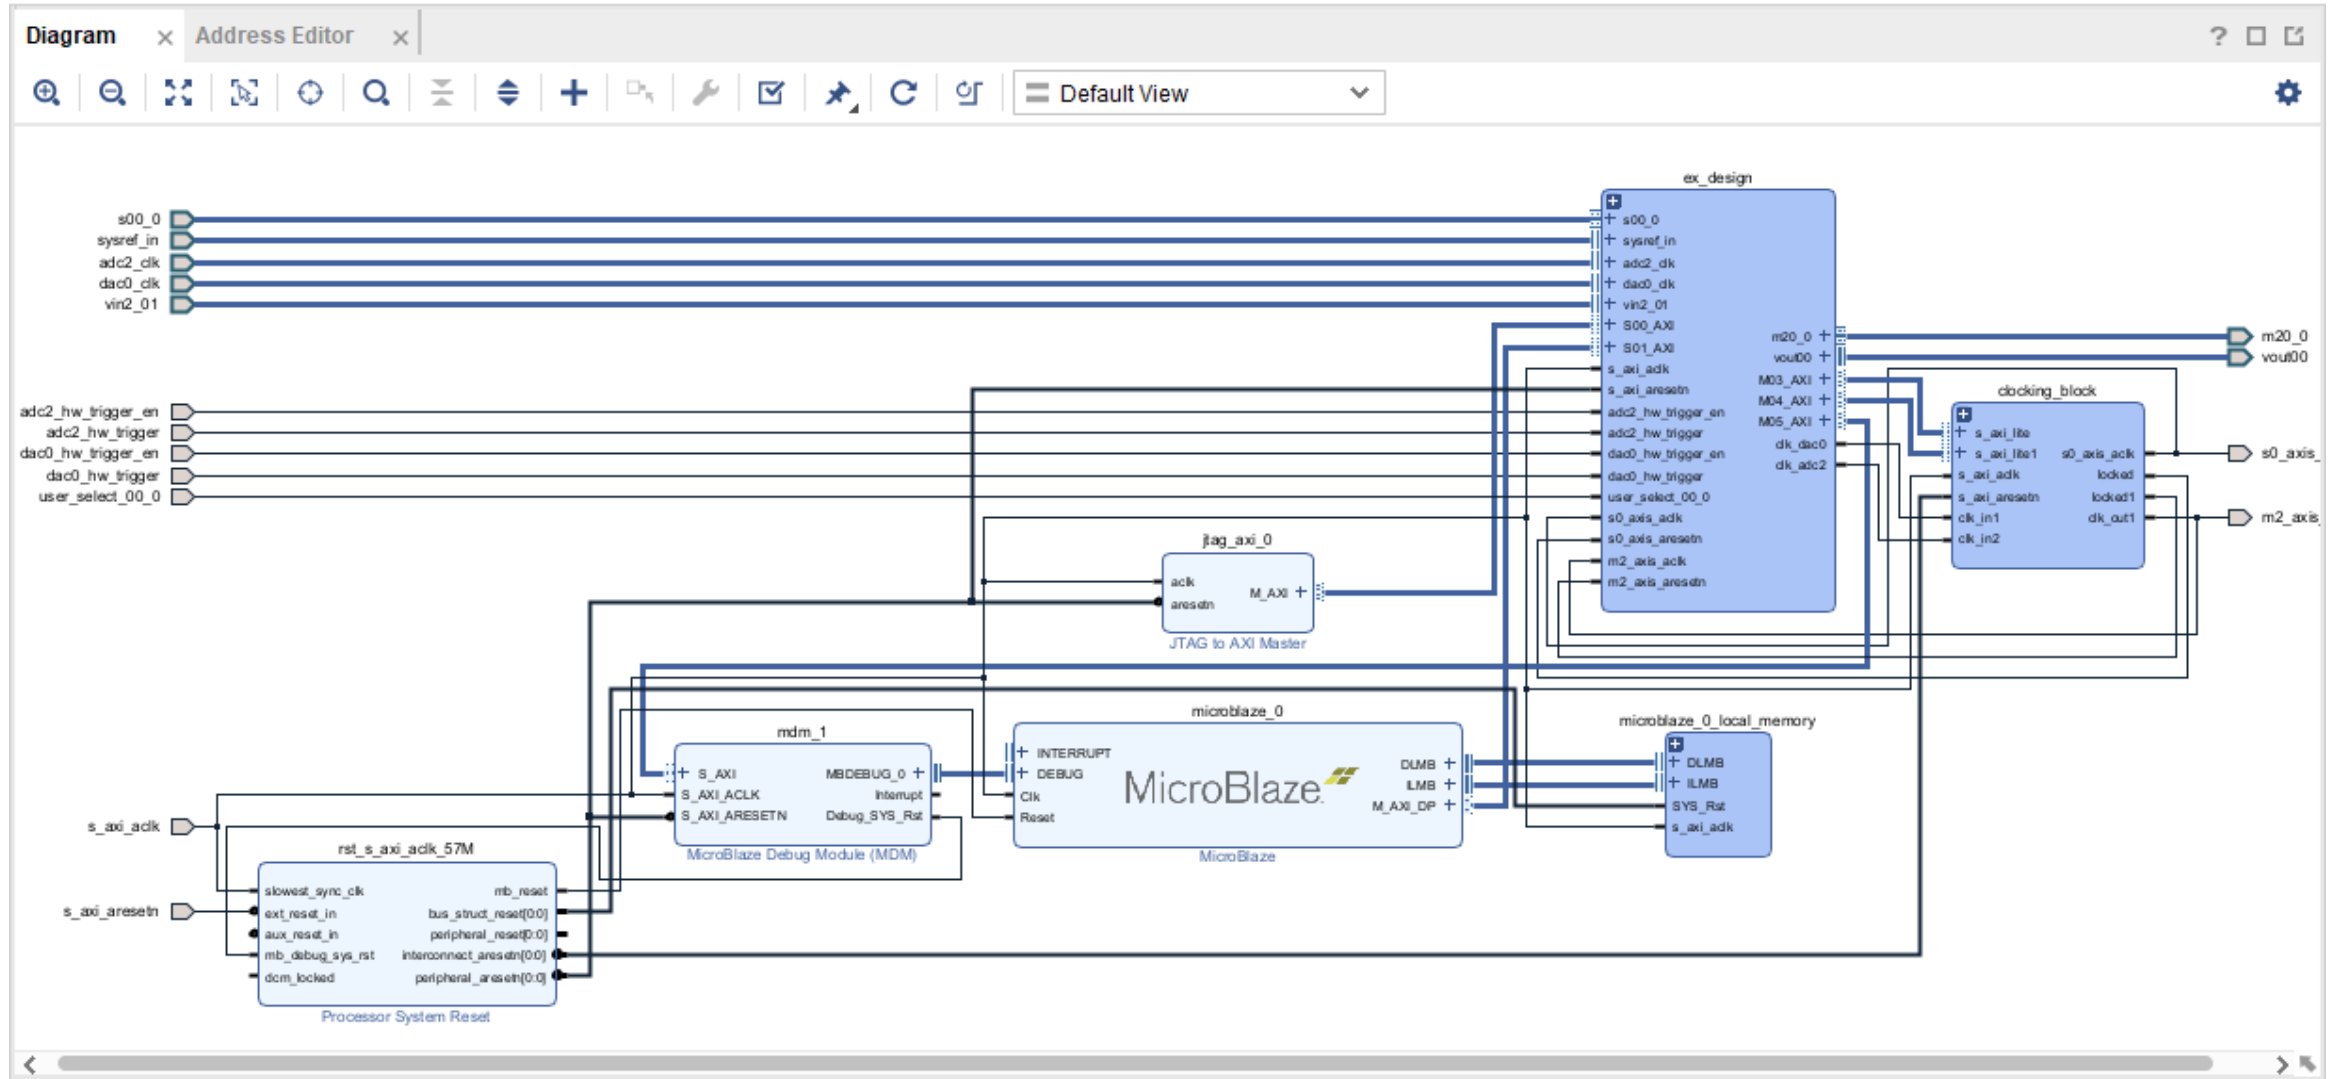 Diagram
Address Editor
Default View
ex_design
s00_0
sysref_in
adc2_clk
dac0_clk
vin2_01
adc2_hw_trigger_en
adc2_hw_trigger
dac0_hw_trigger_en
dac0_hw_trigger
user_select_00_0
s00_0
sysref_in
adc2_clk
dac0_clk
vin2_01
S00_AXI
S01_AXI
s_axi_aclk
s_axi_aresetn
adc2_hw_trigger_en
adc2_hw_trigger
dac0_hw_trigger_en
dac0_hw_trigger
user_select_00_0
s0_axis_aclk
s0_axis_aresetn
m2_axis_aclk
m2_axis_aresetn
m20_0
vout00
M03_AXI
M04_AXI
M05_AXI
clk_dac0
clk_adc2
m20_0
vout00
clocking_block
s_axi_lite
s_axi_lite1
s_axi_aclk
s_axi_aresetn
clk_in1
clk_in2
s0_axis_aclk
locked
locked1
clk_out1
s0_axis_
m2_axis_
jtag_axi_0
aclk
aresetn
M_AXI
JTAG to AXI Master
mdm_1
S_AXI
S_AXI_ACLK
S_AXI_ARESETN
MBDEBUG_0
Interrupt
Debug_SYS_Rst
MicroBlaze Debug Module (MDM)
microblaze_0
INTERRUPT
DEBUG
Clk
Reset
MicroBlaze
DLMB
ILMB
M_AXI_DP
MicroBlaze
microblaze_0_local_memory
DLMB
ILMB
SYS_Rst
s_axi_aclk
s_axi_aclk
s_axi_aresetn
rst_s_axi_aclk_57M
slowest_sync_clk
ext_reset_in
aux_reset_in
mb_debug_sys_rst
dcm_locked
mb_reset
bus_struct_reset[0:0]
peripheral_reset[0:0]
interconnect_aresetn[0:0]
peripheral_aresetn[0:0]
Processor System Reset